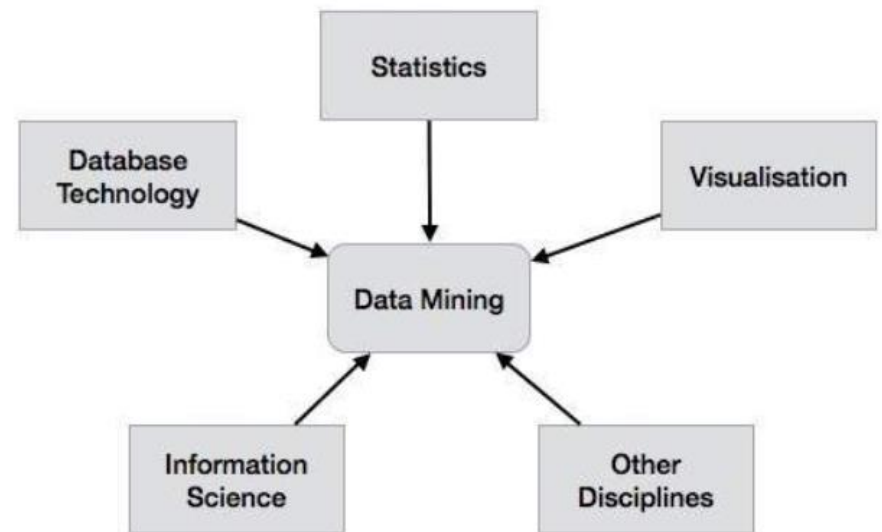 Statistics
Database
Technology
Visualisation
Data Mining
Information
Science
Other
Disciplines